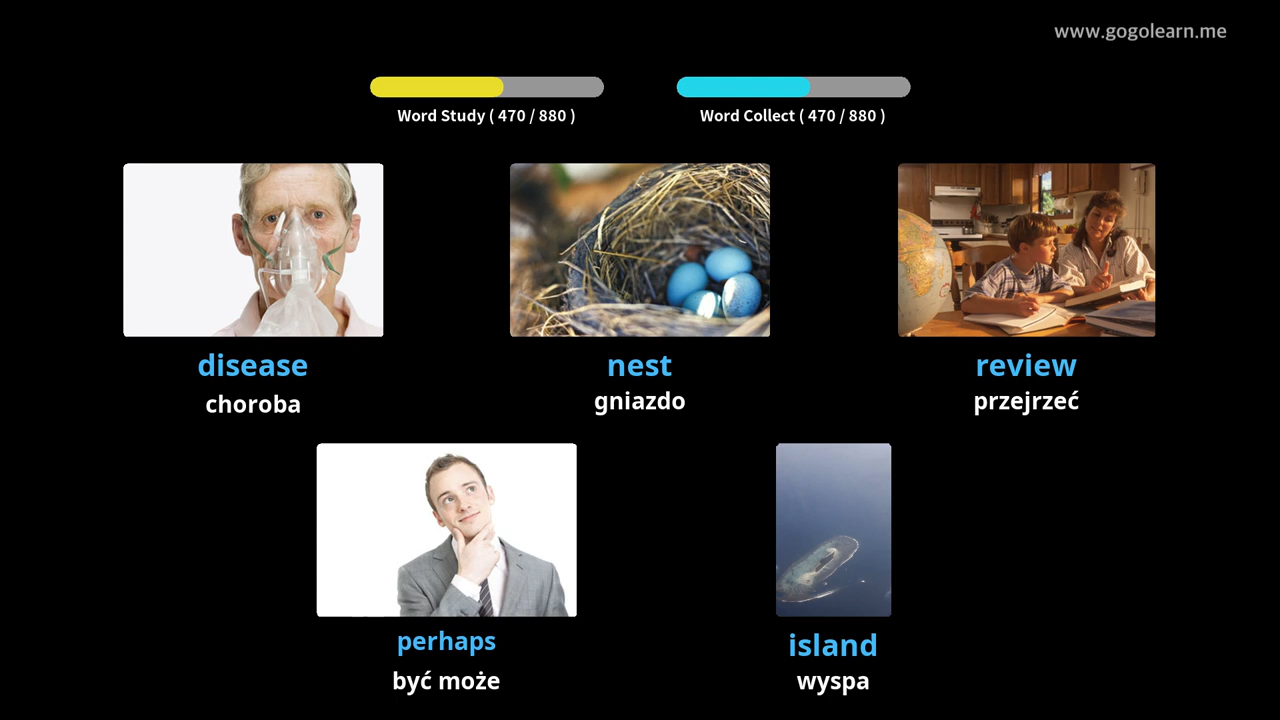 www.gogolearn.me
Word Study ( 470 / 880 )
Word Collect ( 470 / 880 )
disease
choroba
nest
gniazdo
review
przejrzeć
perhaps
być może
island
wyspa